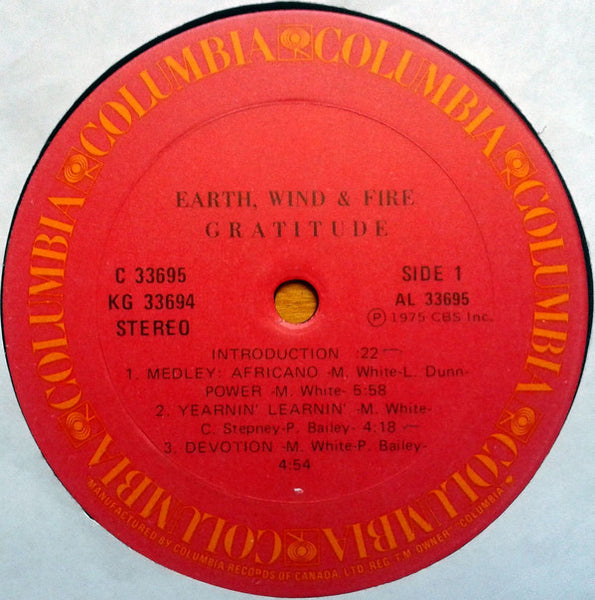 COLUMBIA COLUMBIA COLUMBIA COLUMBIA COLUMBIA COLUMBIA
EARTH, WIND & FIRE
GRATITUDE
C 33695
KG 33694
STEREO
SIDE 1
AL 33695
Ⓟ 1975 CBS Inc.
INTRODUCTION :22
1. MEDLEY: AFRICANO -M. White-L. Dunn-
POWER -M. White- 5:58
2. YEARNIN' LEARNIN' -M. White-
C. Stepney-P. Bailey- 4:18
3. DEVOTION -M. White-P. Bailey-
4:54
MANUFACTURED BY COLUMBIA RECORDS OF CANADA, LTD. REG. T.M. OWNER - COLUMBIA